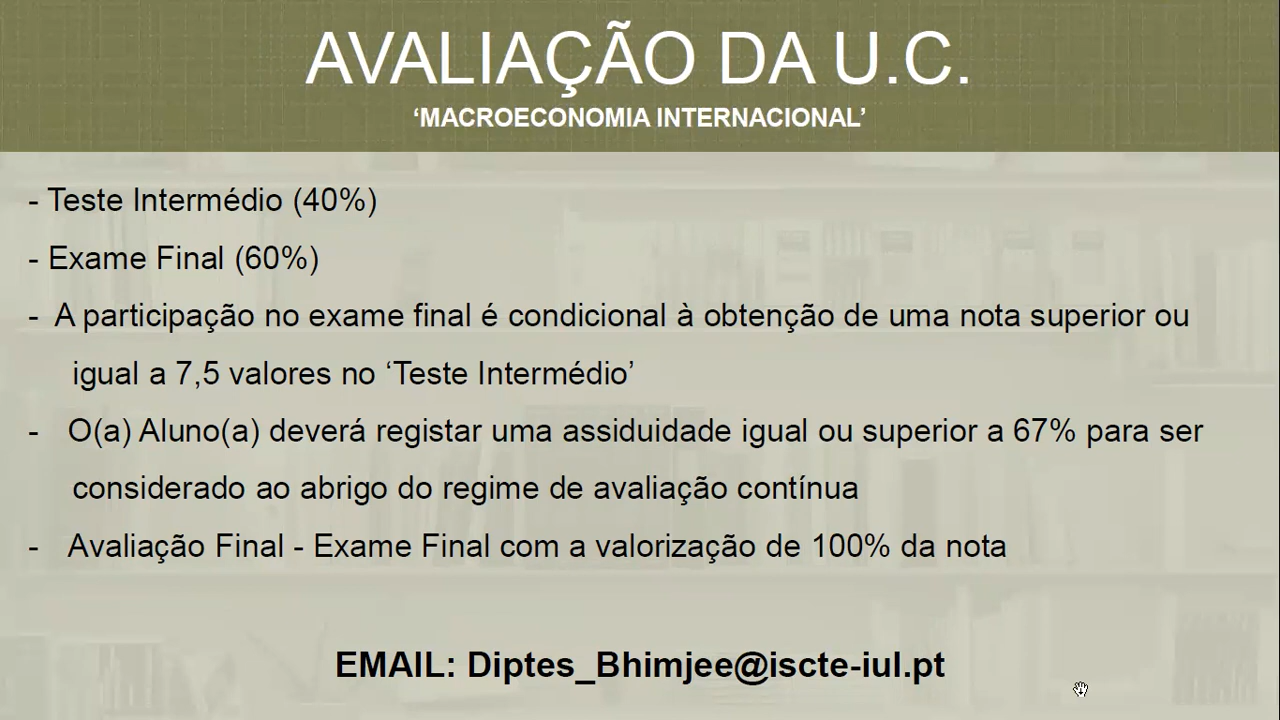 AVALIAÇÃO DA U.C.
‘MACROECONOMIA INTERNACIONAL’
- Teste Intermédio (40%)
- Exame Final (60%)
- A participação no exame final é condicional à obtenção de uma nota superior ou
igual a 7,5 valores no ‘Teste Intermédio’
- O(a) Aluno(a) deverá registar uma assiduidade igual ou superior a 67% para ser
considerado ao abrigo do regime de avaliação contínua
- Avaliação Final - Exame Final com a valorização de 100% da nota
EMAIL: Diptes_Bhimjee@iscte-iul.pt